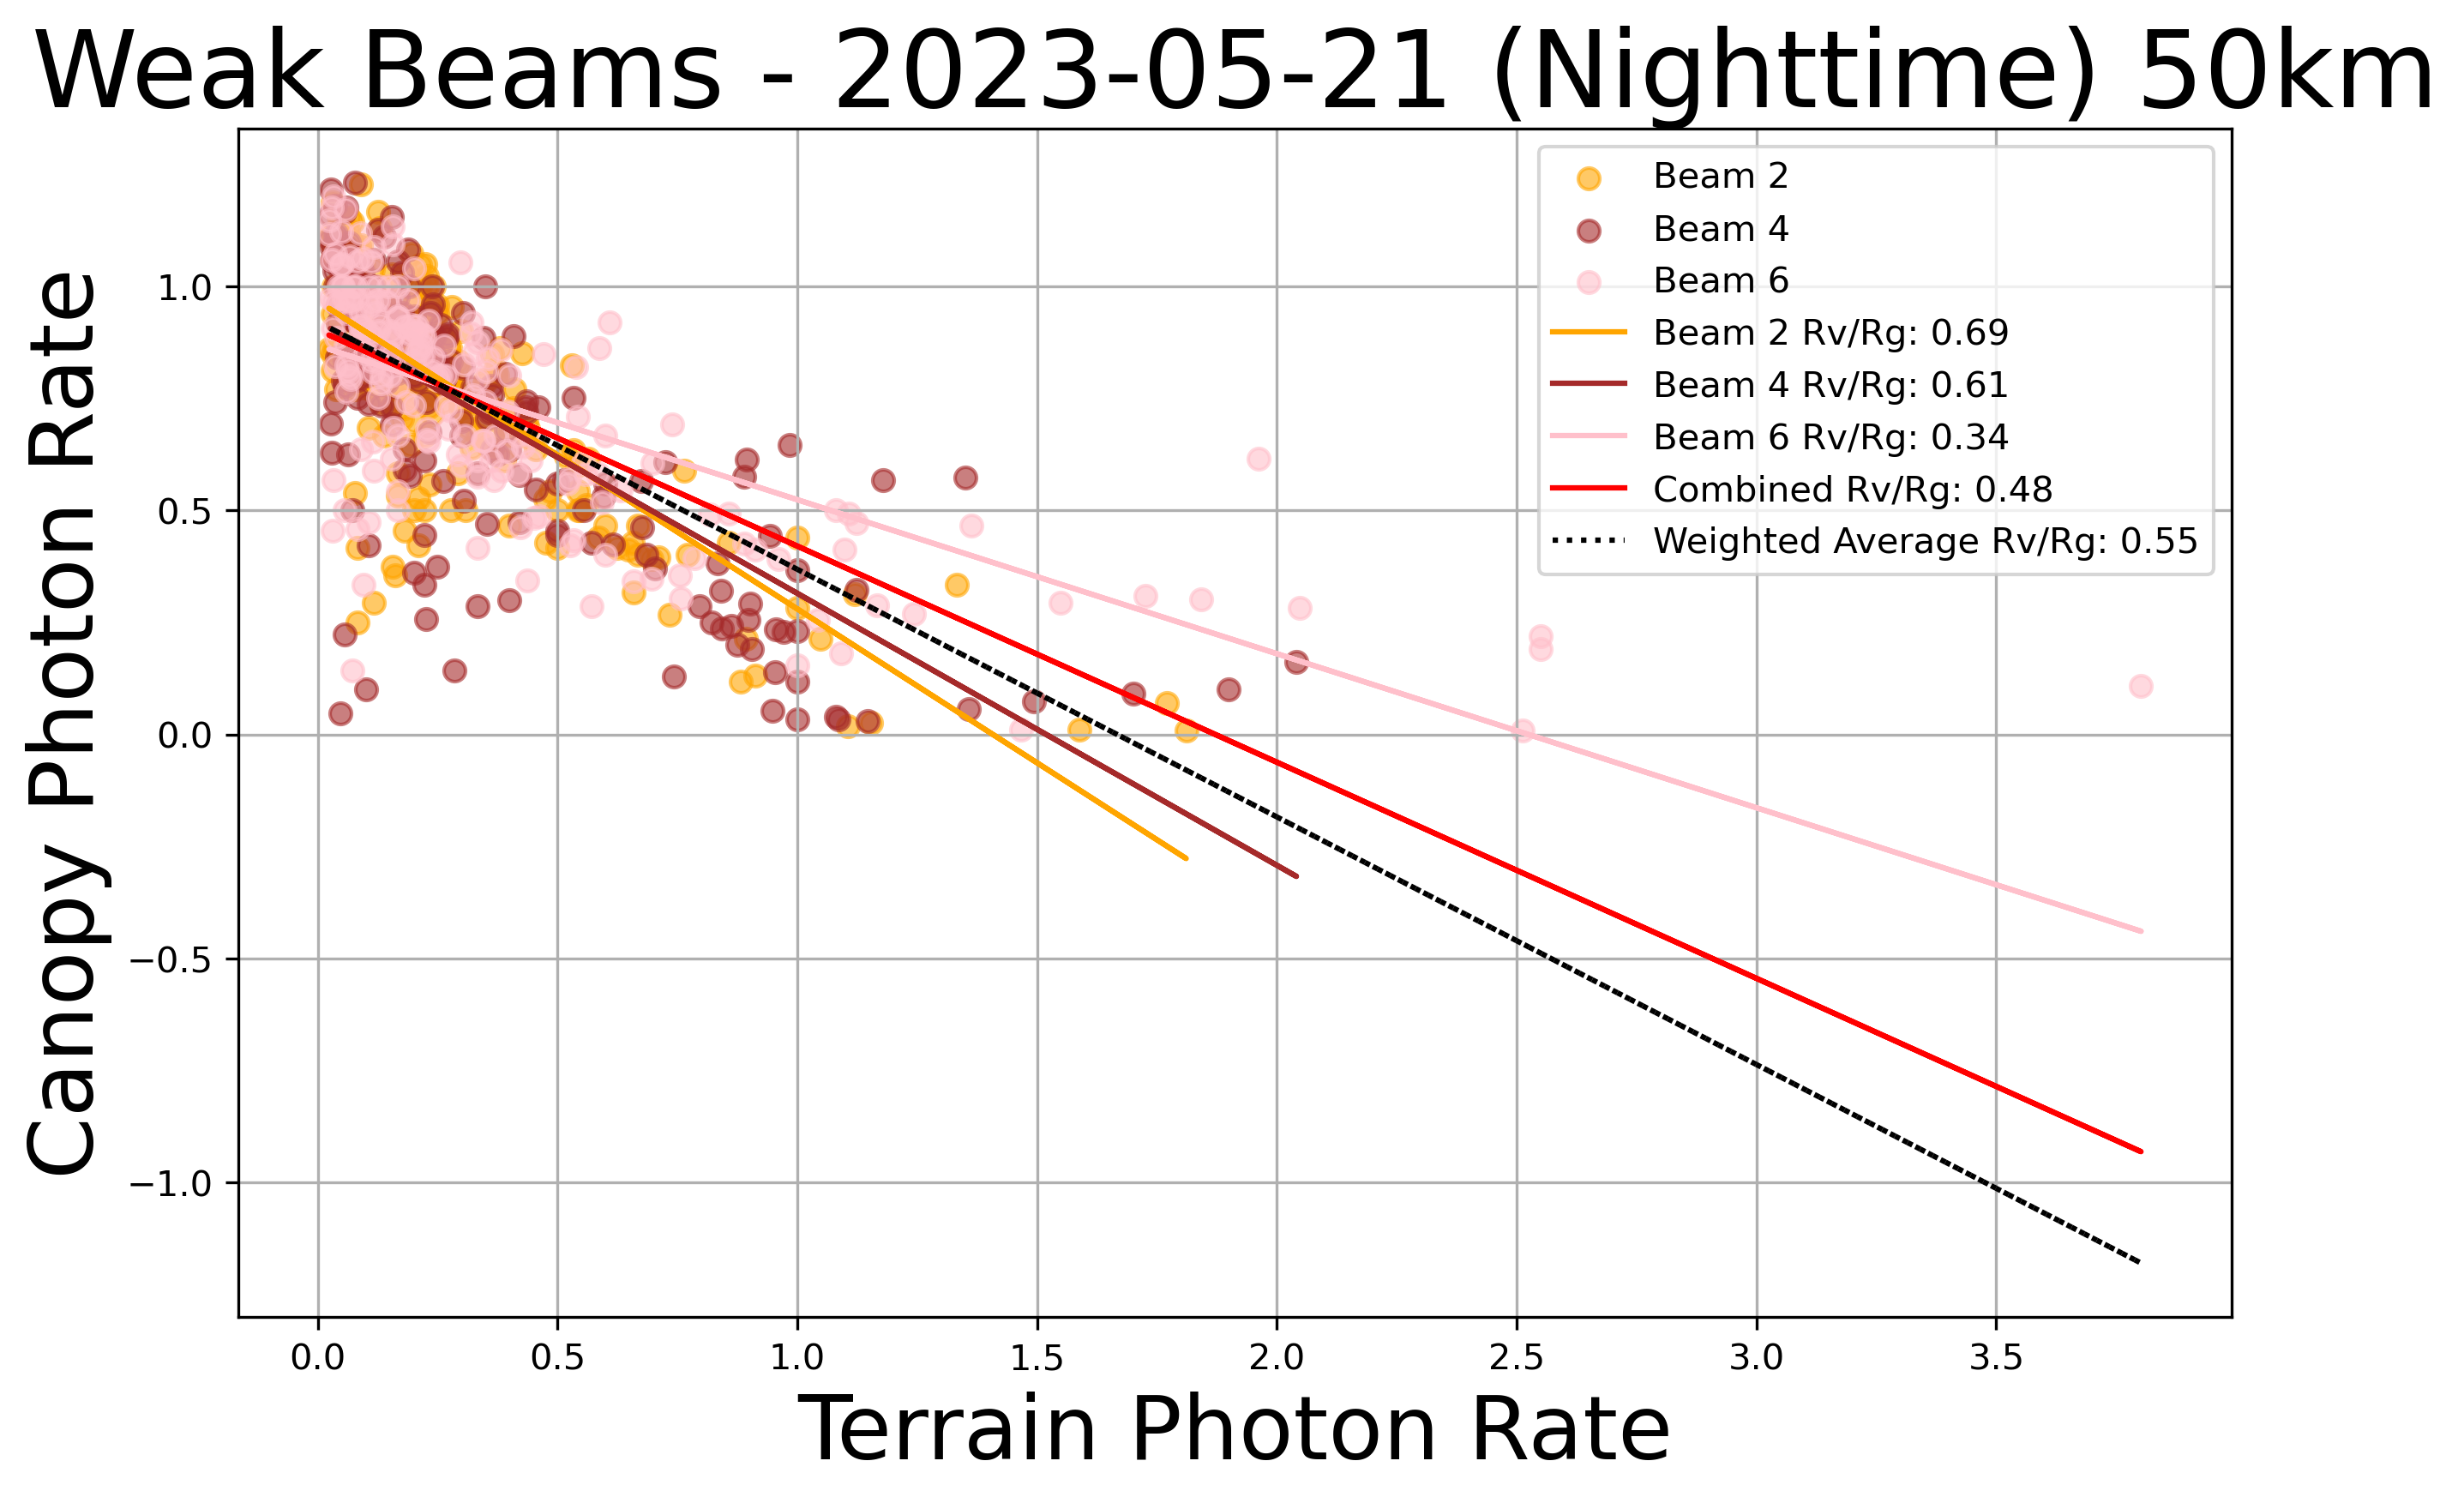 Weak Beams - 2023-05-21 (Nighttime) 50km
Canopy Photon Rate
1.0
0.5
0.0
−0.5
−1.0
Beam 2
Beam 4
Beam 6
Beam 2 Rv/Rg: 0.69
Beam 4 Rv/Rg: 0.61
Beam 6 Rv/Rg: 0.34
Combined Rv/Rg: 0.48
Weighted Average Rv/Rg: 0.55
0.0 0.5 1.0 1.5 2.0 2.5 3.0 3.5
Terrain Photon Rate